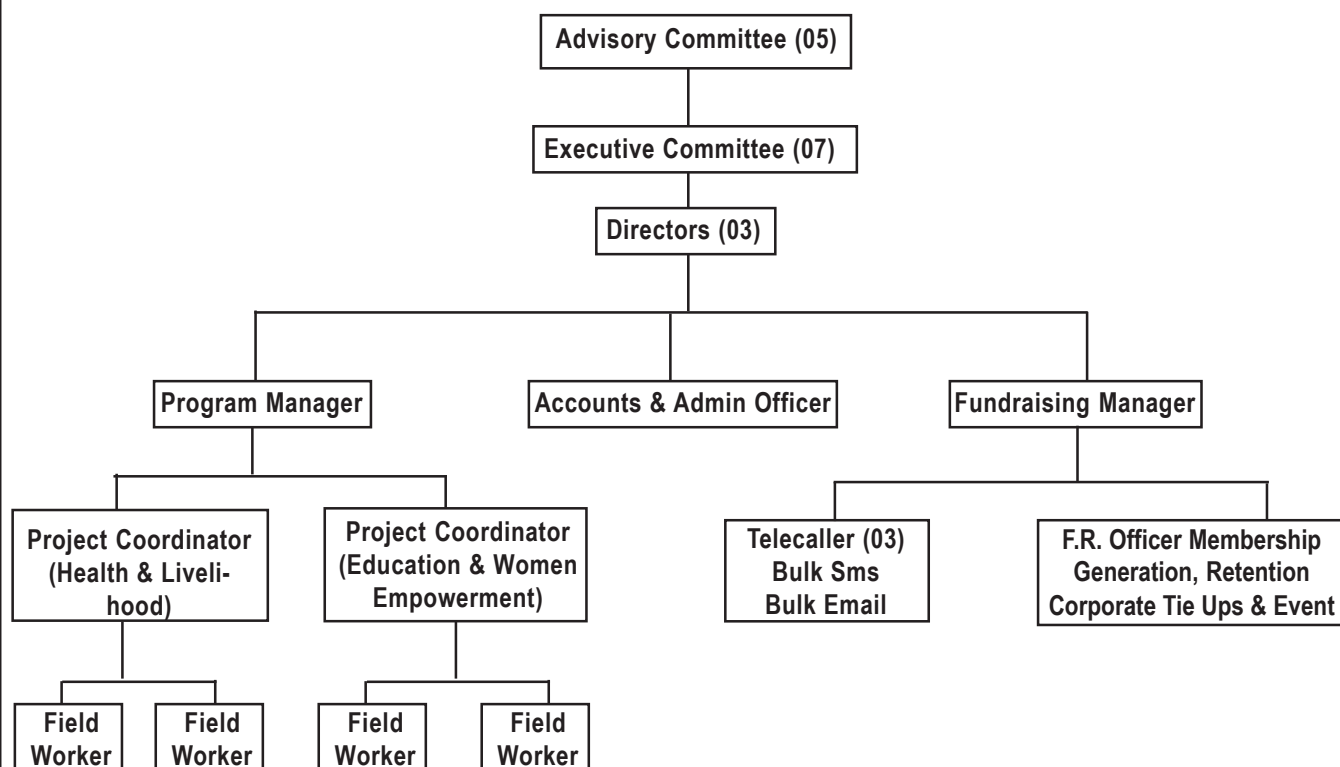 Advisory Committee (05)
Executive Committee (07)
Directors (03)
Program Manager
Accounts & Admin Officer
Fundraising Manager
Project Coordinator
(Health & Liveli-
hood)
Project Coordinator
(Education & Women
Empowerment)
Telecaller (03)
Bulk Sms
Bulk Email
F.R. Officer Membership
Generation, Retention
Corporate Tie Ups & Event
Field
Worker
Field
Worker
Field
Worker
Field
Worker